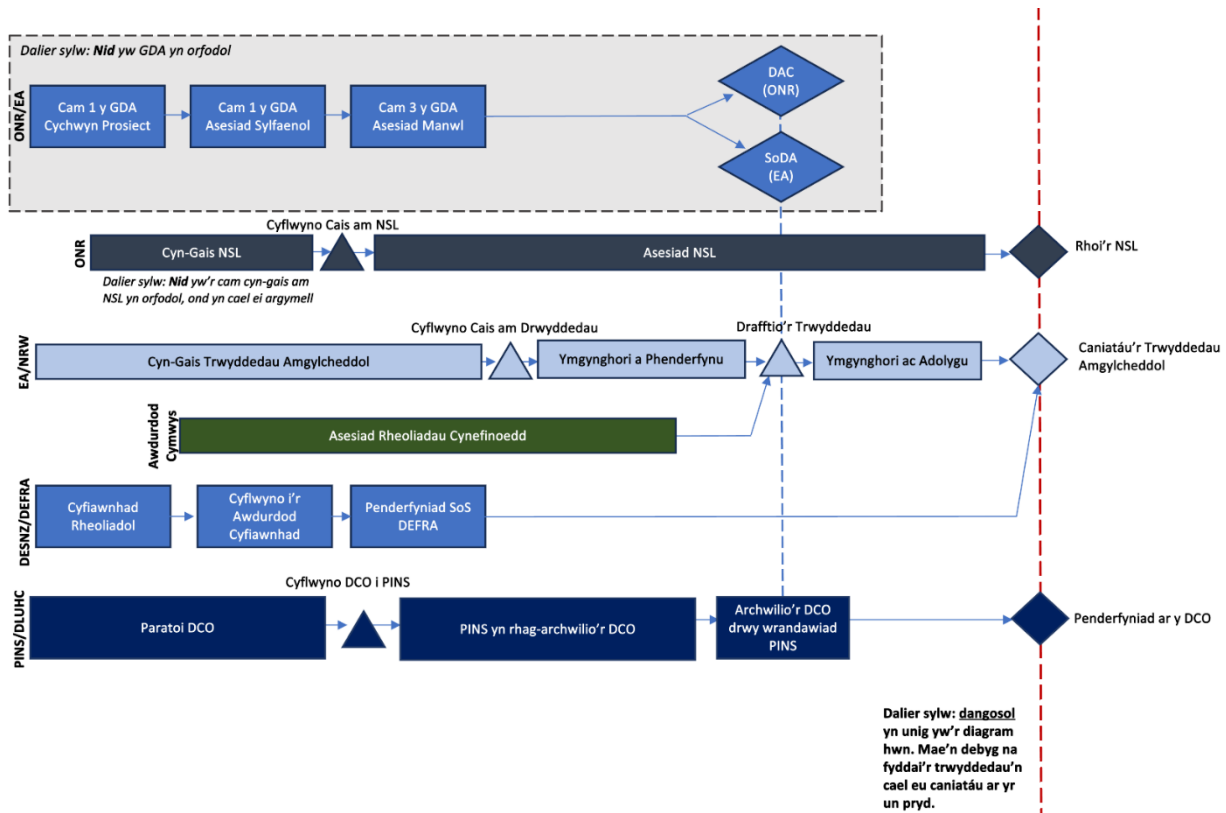 Dalier sylw: Nid yw GDA yn orfodol
ONR/EA
Cam 1 y GDA
Cychwyn Prosiect
Cam 1 y GDA
Asesiad Sylfaenol
Cam 3 y GDA
Asesiad Manwl
DAC
(ONR)
SoDA
(EA)
ONR
Cyn-Gais NSL
Cyflwyno Cais am NSL
Asesiad NSL
Rhoi'r NSL
Dalier sylw: Nid yw'r cam cyn-gais am
NSL yn orfodol, ond yn cael ei argymell
EA/NRW
Cyn-Gais Trwyddedau Amgylcheddol
Cyflwyno Cais am Drwyddedau
Ymgynghori a Phenderfynu
Drafftio'r Trwyddedau
Ymgynghori ac Adolygu
Caniatáu'r Trwyddedau
Amgylcheddol
Awdurdod
Cymwys
Asesiad Rheoliadau Cynefinoedd
DESNZ/DEFRA
Cyfiawnhad
Rheoliadol
Cyflwyno i'r
Awdurdod
Cyfiawnhad
Penderfyniad SoS
DEFRA
PINS/DLUHC
Paratoi DCO
Cyflwyno DCO i PINS
PINS yn rhag-archwilio'r DCO
Archwilio'r DCO
drwy wrandawiad
PINS
Penderfyniad ar y DCO
Dalier sylw: dangosol
yn unig yw'r diagram
hwn. Mae'n debyg na
fyddai'r trwyddedau'n
cael eu caniatáu ar yr
un pryd.